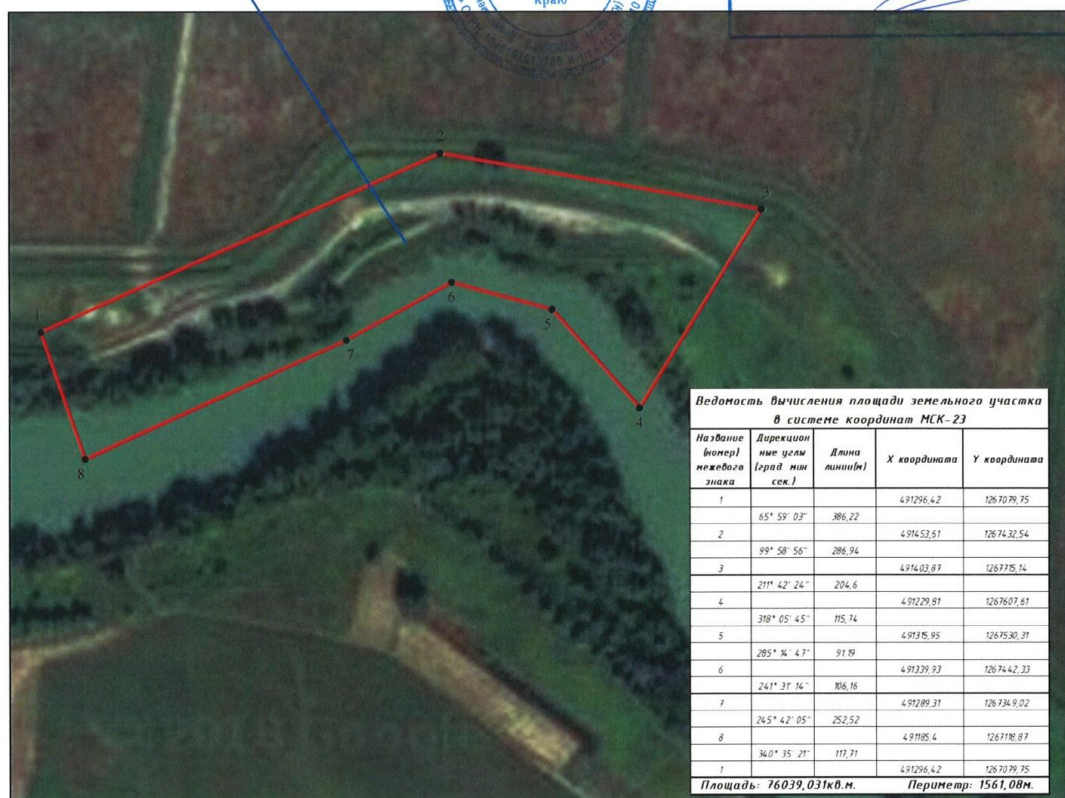 краю
2
3
1
6
5
7
4
8
Ведомость вычисления площади земельного участка
в системе координат МСК-23
Название (номер) межевого знака | Дирекцион ные углы (град. мин сек.) | Длина линии(м) | X координата | Y координата
1 | 491296,42 | 1267079,75
65° 59' 03" | 386,22
2 | 491453,61 | 1267432,54
99° 58' 56" | 286,94
3 | 491403,87 | 1267715,14
211° 42' 24" | 204,6
4 | 491229,81 | 1267607,61
318° 05' 45" | 115,74
5 | 491315,95 | 1267530,31
285° 14' 47" | 91,19
6 | 491339,93 | 1267442,33
241° 31' 14" | 106,16
7 | 491289,31 | 1267349,02
245° 42' 05" | 252,52
8 | 491185,4 | 1267118,87
340° 35' 21" | 117,71
1 | 491296,42 | 1267079,75
Площадь: 76039,031кв.м. Периметр: 1561,08м.